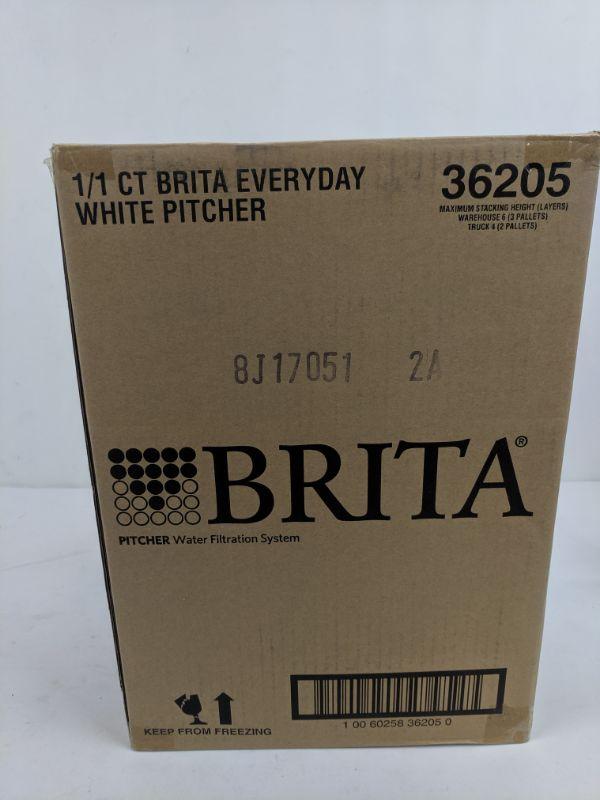 1/1 CT BRITA EVERYDAY
WHITE PITCHER
36205
MAXIMUM STACKING HEIGHT (LAYERS)
WAREHOUSE 6 (3 PALLETS)
TRUCK 4 (2 PALLETS)
8J17051 2A
BRITA®
PITCHER Water Filtration System
KEEP FROM FREEZING
1 00 60258 36205 0